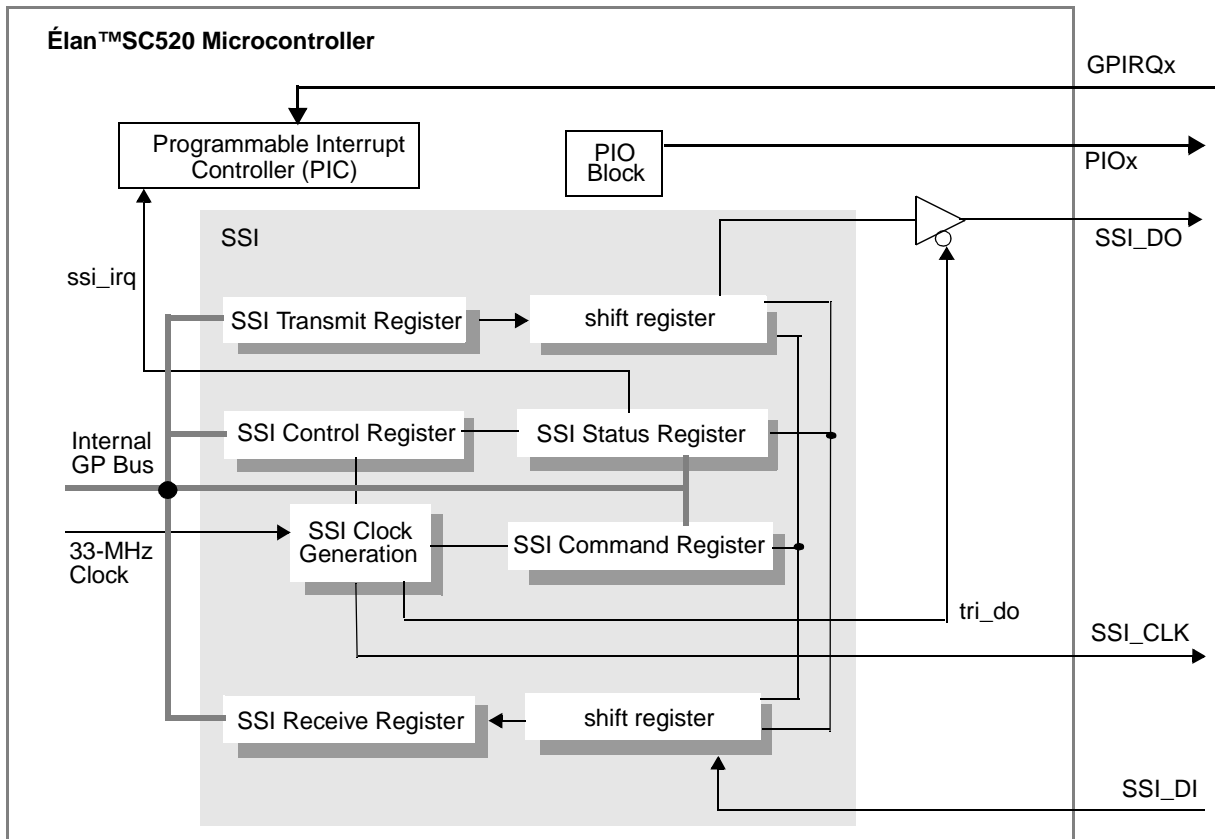 Élan™SC520 Microcontroller
GPIRQx
Programmable Interrupt
Controller (PIC)
PIO
Block
PIOx
SSI
SSI_DO
ssi_irq
SSI Transmit Register
shift register
SSI Control Register
SSI Status Register
Internal
GP Bus
SSI Clock
Generation
SSI Command Register
33-MHz
Clock
tri_do
SSI_CLK
SSI Receive Register
shift register
SSI_DI